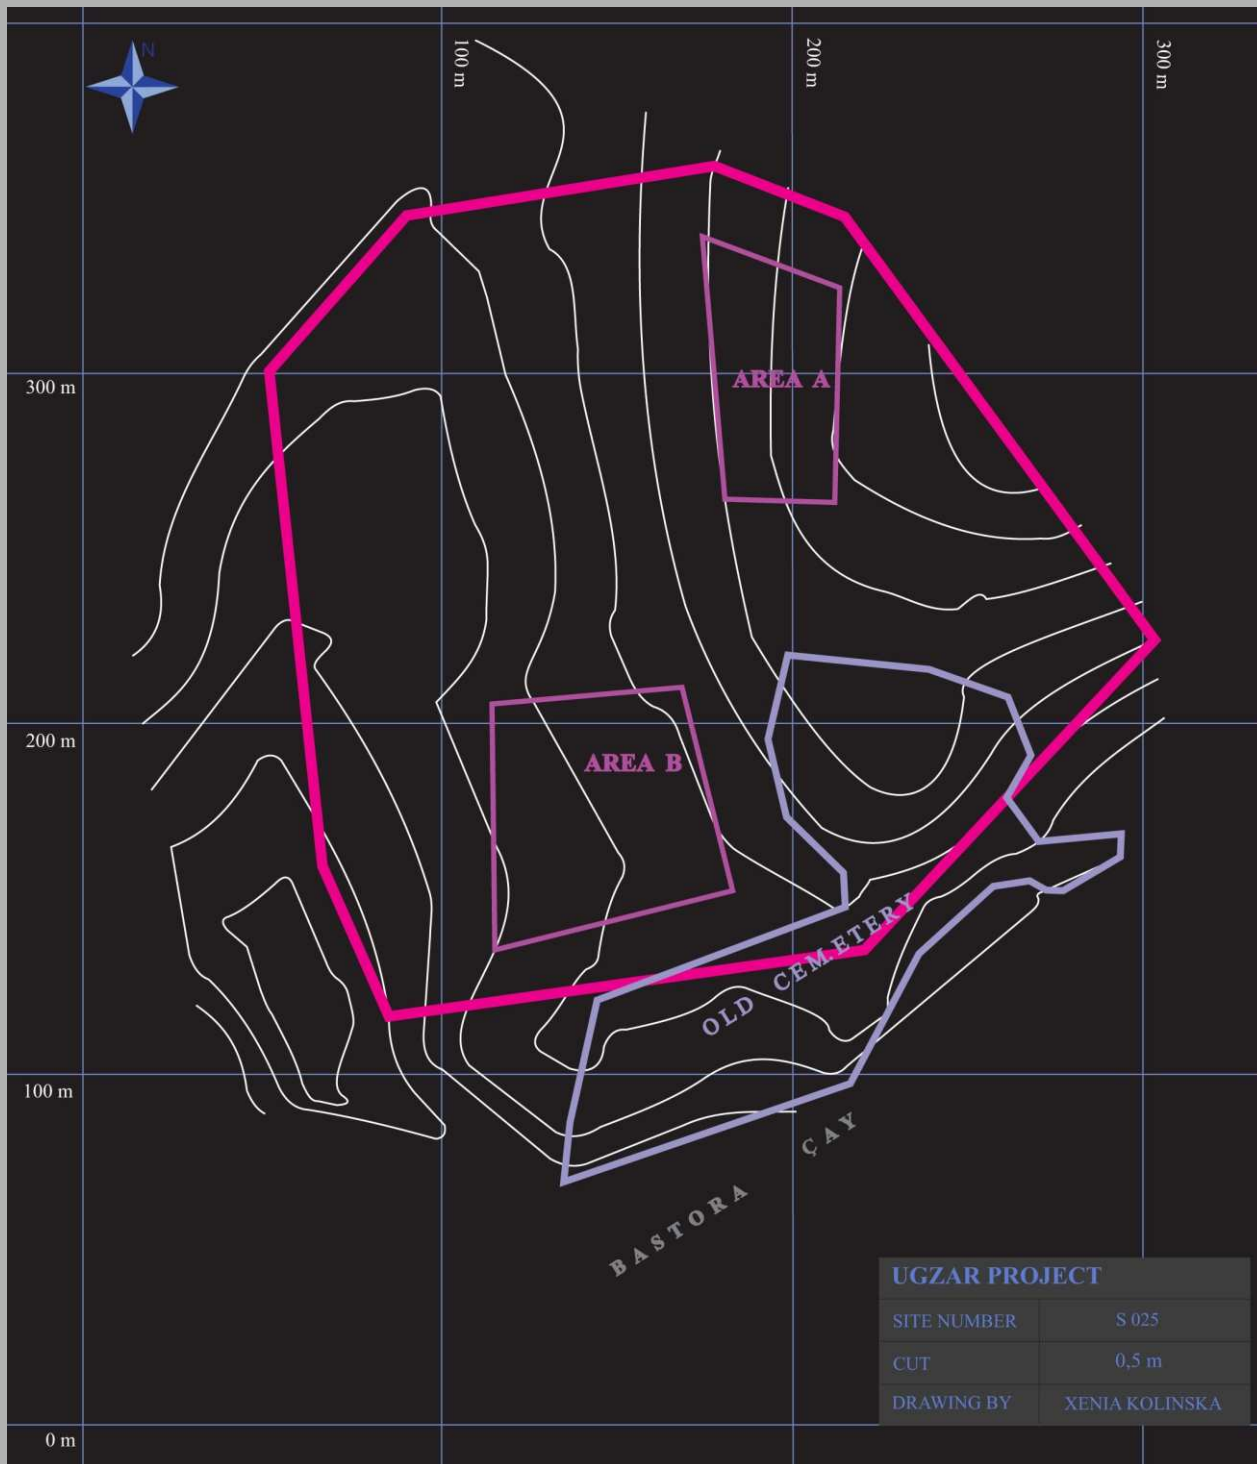 N
100 m
200 m
300 m
300 m
AREA A
200 m
AREA B
OLD CEMETERY
100 m
BASTORA ÇAY
UGZAR PROJECT
SITE NUMBER S 025
CUT 0,5 m
DRAWING BY XENIA KOLINSKA
0 m